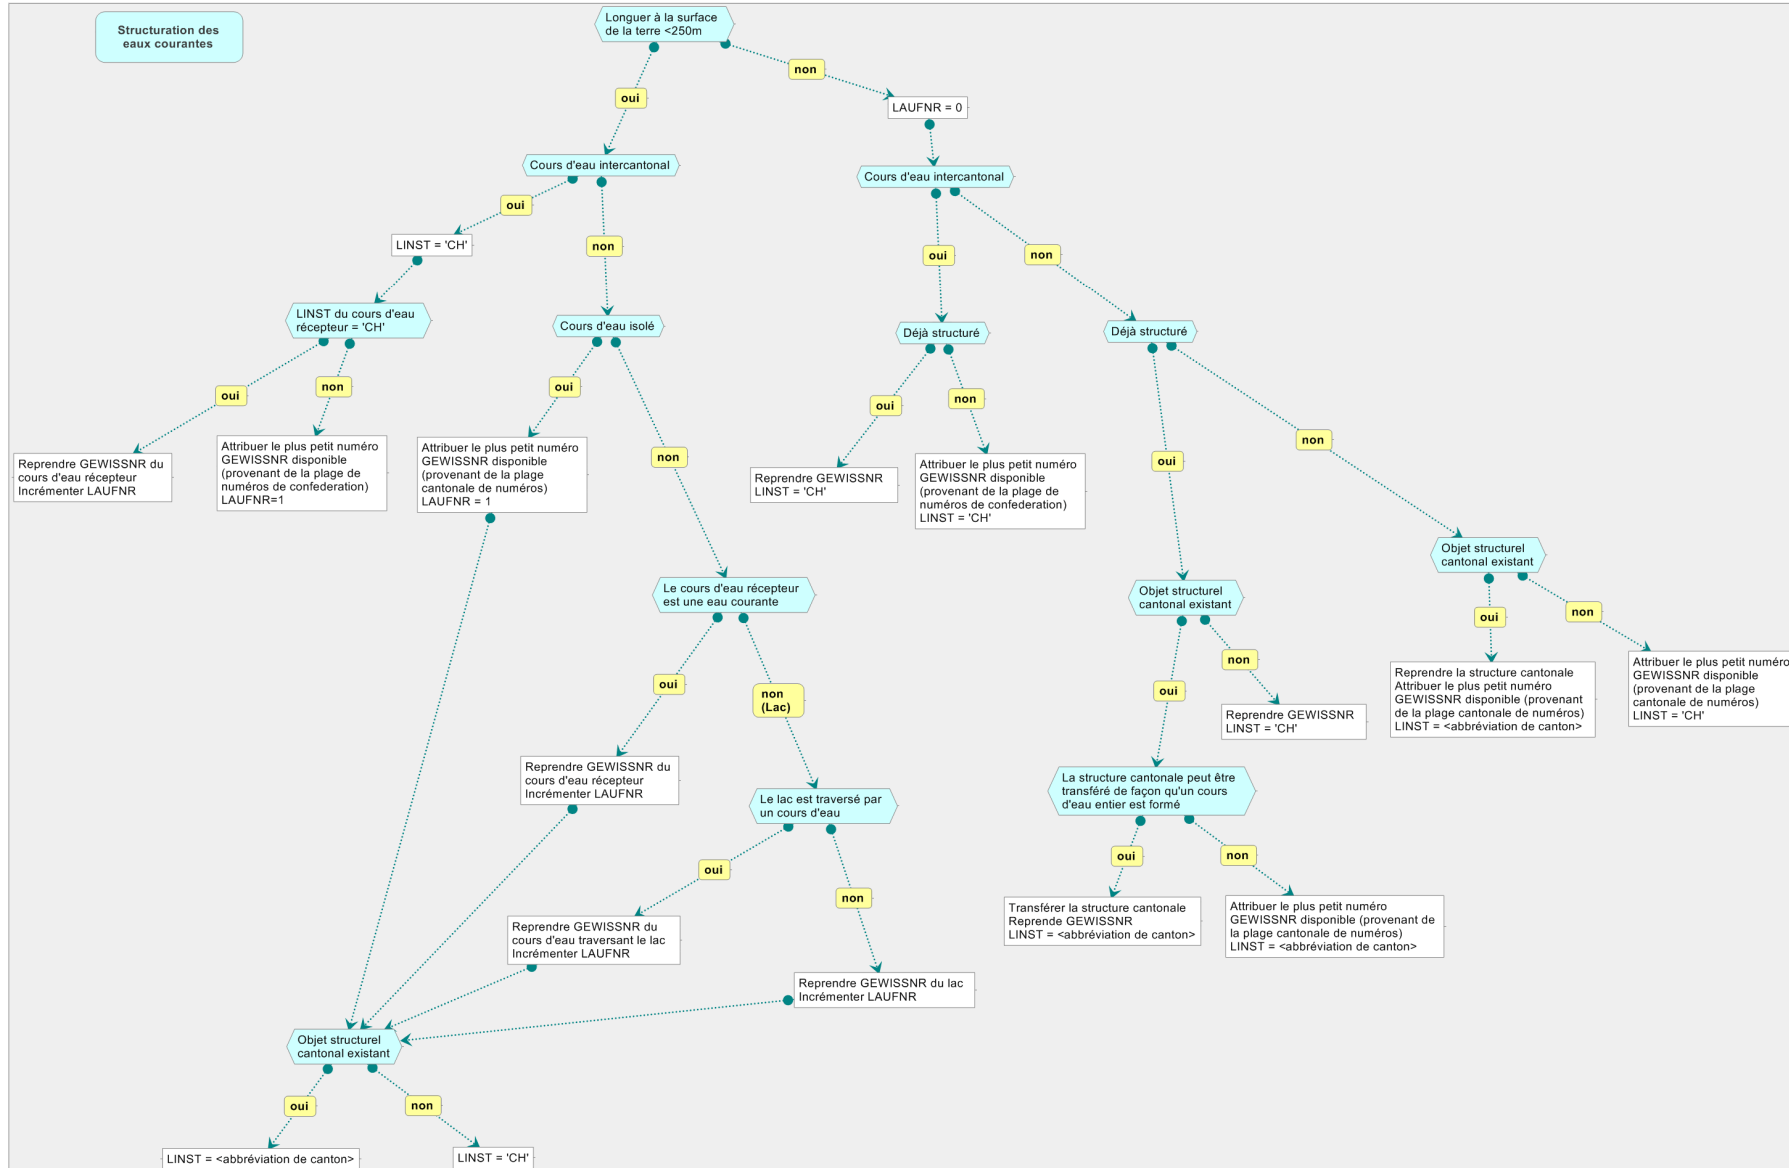 Structuration des
eaux courantes
Longuer à la surface
de la terre <250m
non
oui
LAUFNR = 0
Cours d'eau intercantonal
Cours d'eau intercantonal
oui
non
oui
non
LINST = 'CH'
LINST du cours d'eau
récepteur = 'CH'
Cours d'eau isolé
Déjà structuré
Déjà structuré
oui
non
oui
non
oui
non
oui
non
Reprendre GEWISSNR du
cours d'eau récepteur
Incrémenter LAUFNR
Attribuer le plus petit numéro
GEWISSNR disponible
(provenant de la plage de
numéros de confederation)
LAUFNR=1
Attribuer le plus petit numéro
GEWISSNR disponible
(provenant de la plage
cantonale de numéros)
LAUFNR = 1
Reprendre GEWISSNR
LINST = 'CH'
Attribuer le plus petit numéro
GEWISSNR disponible
(provenant de la plage de
numéros de confederation)
LINST = 'CH'
Objet structurel
cantonal existant
Le cours d'eau récepteur
est une eau courante
Objet structurel
cantonal existant
oui
non
oui
non
(Lac)
oui
non
Reprendre la structure cantonale
Attribuer le plus petit numéro
GEWISSNR disponible (provenant
de la plage cantonale de numéros)
LINST = <abbréviation de canton>
Attribuer le plus petit numéro
GEWISSNR disponible
(provenant de la plage
cantonale de numéros)
LINST = 'CH'
Reprendre GEWISSNR
LINST = 'CH'
Reprendre GEWISSNR du
cours d'eau récepteur
Incrémenter LAUFNR
Le lac est traversé par
un cours d'eau
La structure cantonale peut être
transféré de façon qu'un cours
d'eau entier est formé
oui
non
oui
non
Reprendre GEWISSNR du
cours d'eau traversant le lac
Incrémenter LAUFNR
Transférer la structure cantonale
Reprende GEWISSNR
LINST = <abbréviation de canton>
Attribuer le plus petit numéro
GEWISSNR disponible (provenant de
la plage cantonale de numéros)
LINST = <abbréviation de canton>
Reprendre GEWISSNR du lac
Incrémenter LAUFNR
Objet structurel
cantonal existant
oui
non
LINST = <abbréviation de canton>
LINST = 'CH'